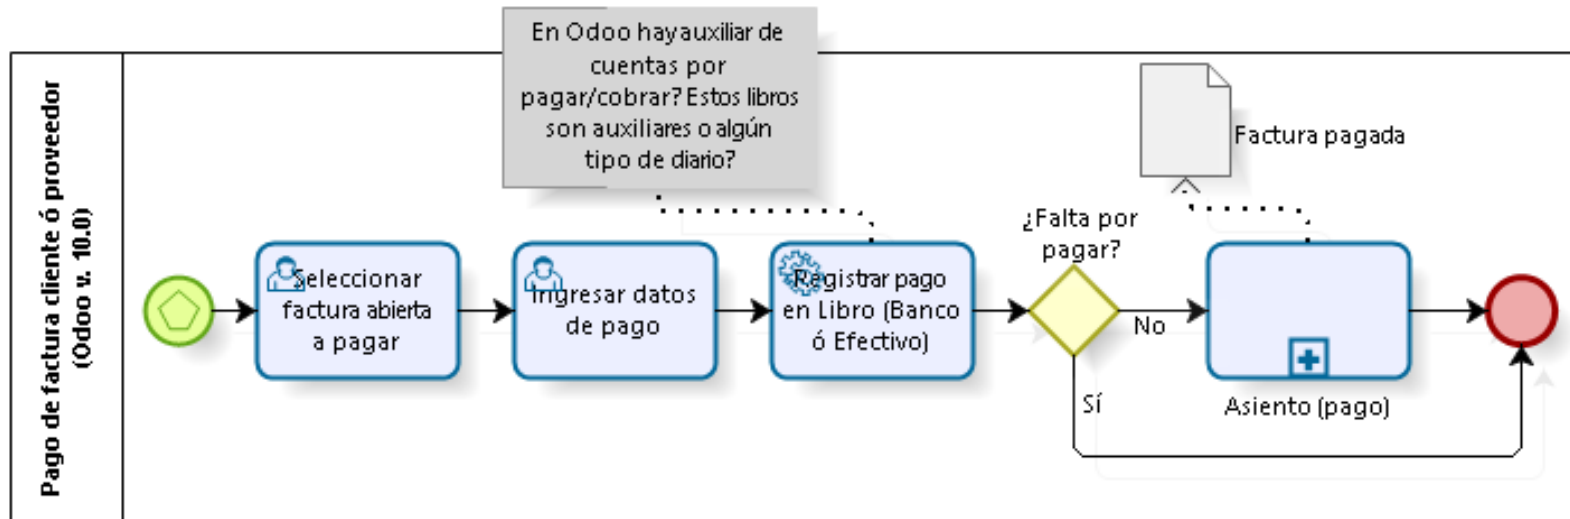 Pago de factura cliente ó proveedor
(Odoo v. 10.0)
En Odoo hay auxiliar de
cuentas por
pagar/cobrar? Estos libros
son auxiliares o algún
tipo de diario?
Seleccionar
factura abierta
a pagar
Ingresar datos
de pago
Registrar pago
en Libro (Banco
ó Efectivo)
¿Falta por
pagar?
No
Sí
Asiento (pago)
Factura pagada